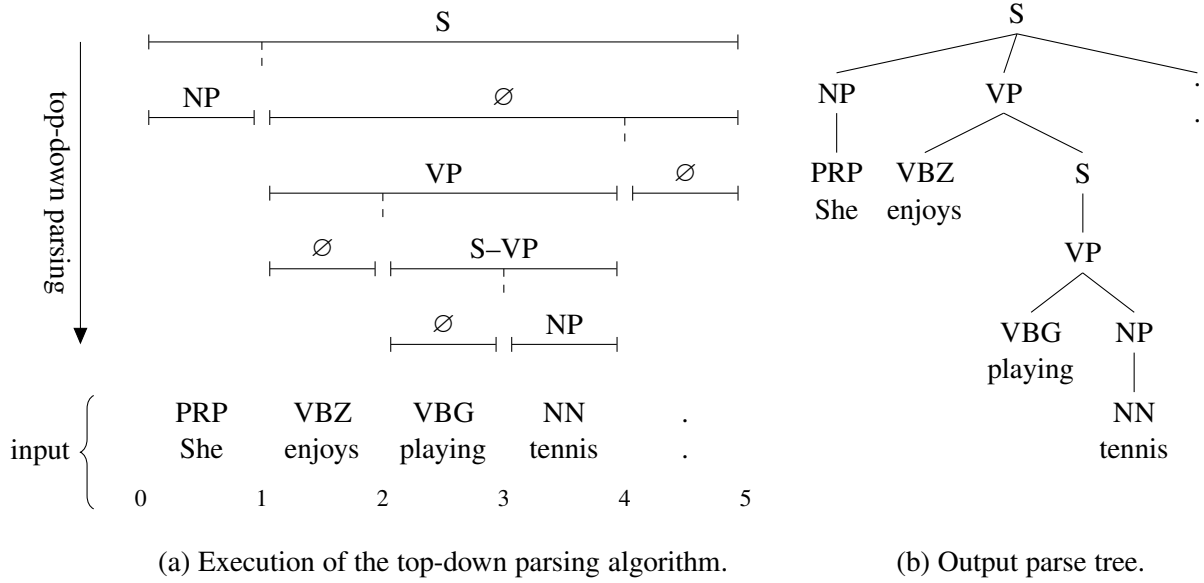 S
NP ∅
VP ∅
∅ S–VP
∅ NP
top-down parsing
input
PRP VBZ VBG NN .
She enjoys playing tennis .
0 1 2 3 4 5
(a) Execution of the top-down parsing algorithm.
S
NP VP .
.
PRP VBZ S
She enjoys
VP
VBG NP
playing
NN
tennis
(b) Output parse tree.